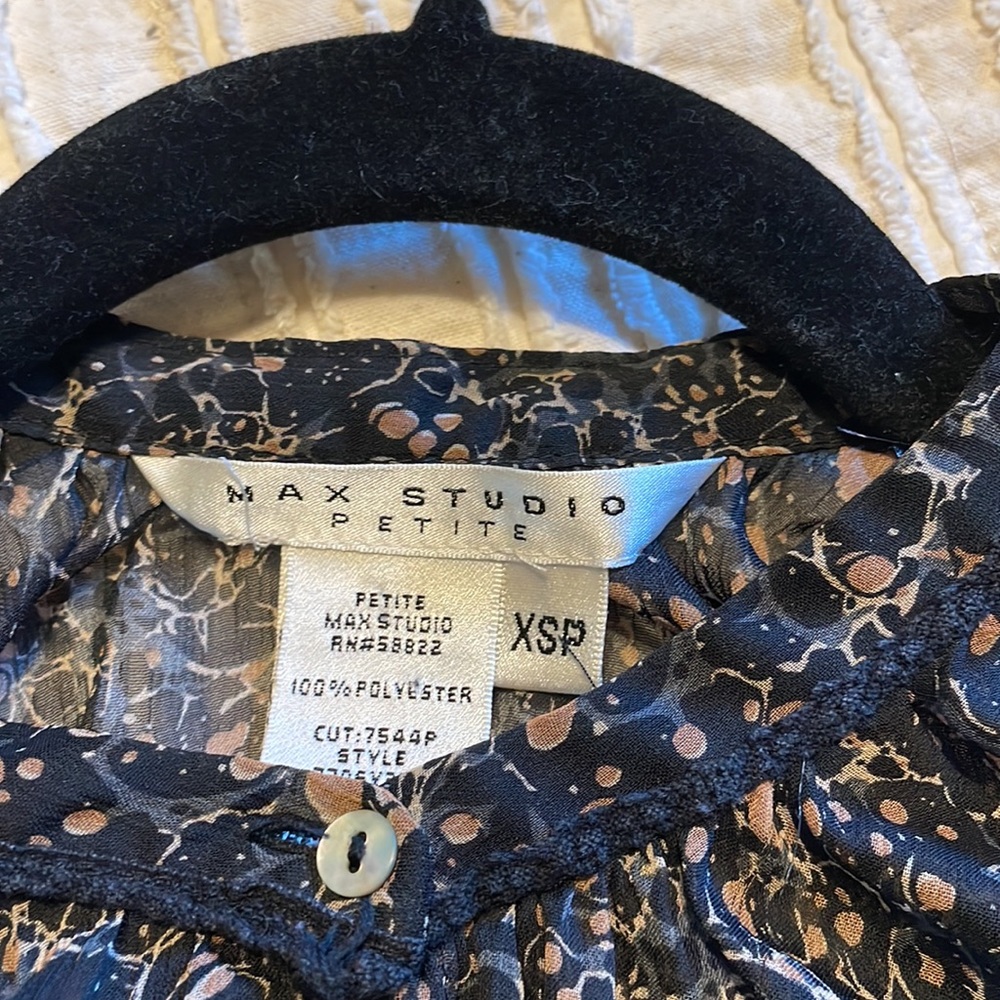 MAX STUDIO
PETITE
PETITE
MAX STUDIO
RN#58822
100%POLYESTER
CUT:7544P
STYLE
XSP